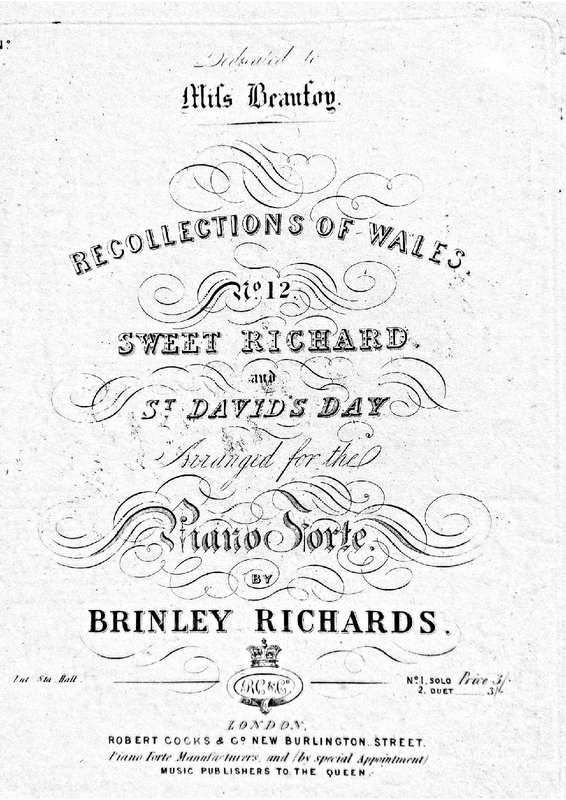 Nº
Dedicated to
Miſs Beaufoy.
RECOLLECTIONS OF WALES.
Nº 12.
SWEET RICHARD.
and
Sᵀ DAVID'S DAY
Arranged for the
Piano Forte.
BY
BRINLEY RICHARDS.
R.C.& Cº
Ent Sta. Hall.
Nº 1, SOLO Price 3/-
2. DUET 3/-
LONDON,
ROBERT COCKS & Cº NEW BURLINGTON STREET.
Piano Forte Manufacturers, and (by special Appointment)
MUSIC PUBLISHERS TO THE QUEEN.